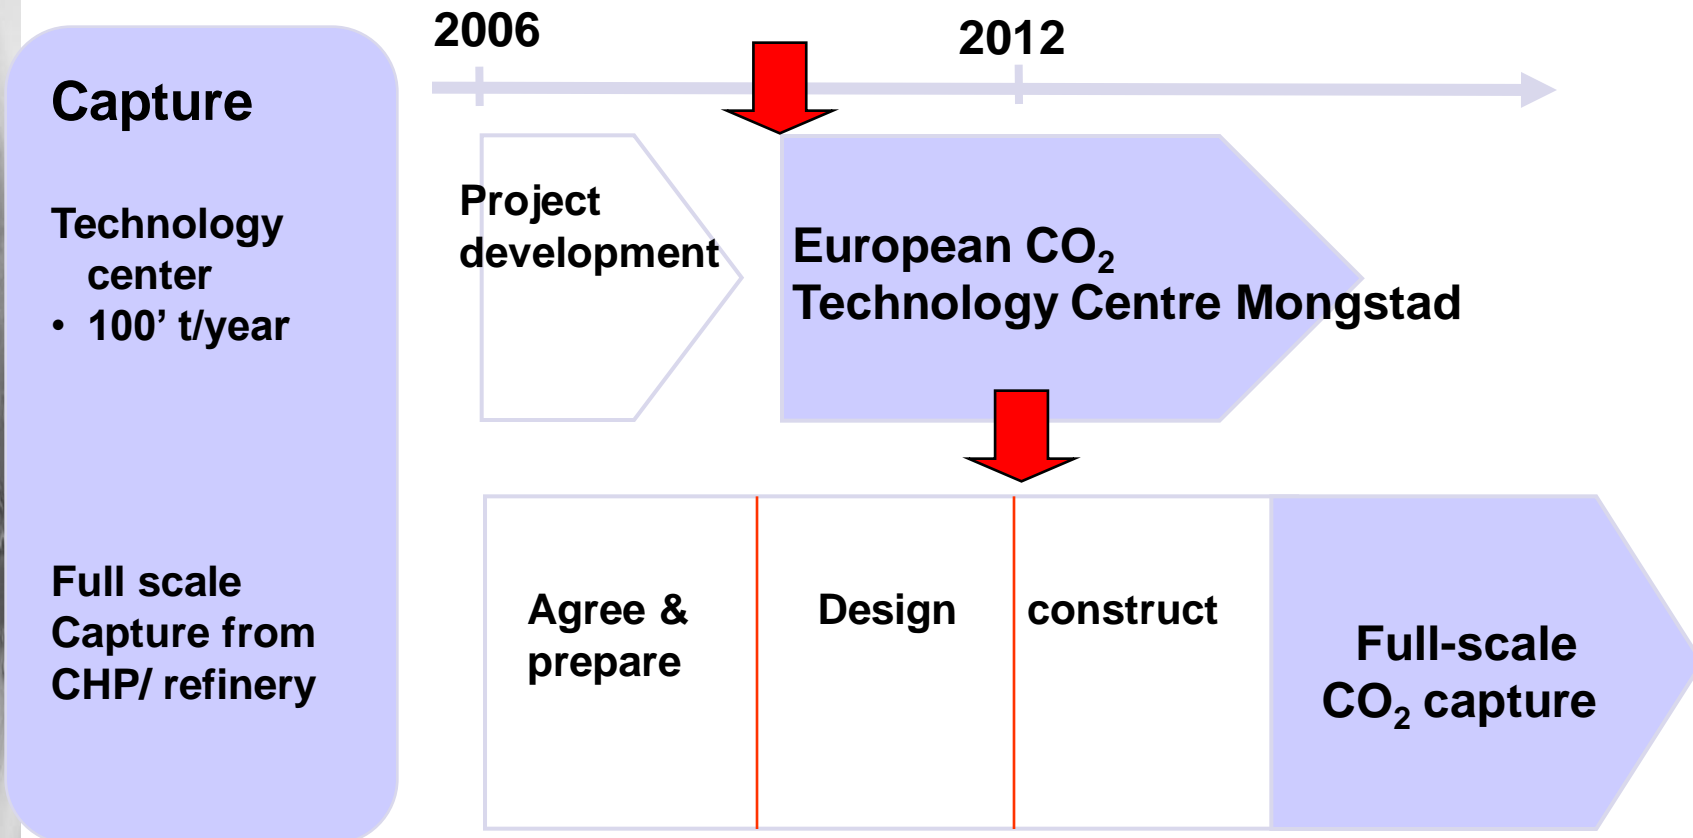 2006
2012
Capture
Technology
center
• 100’ t/year
Project
development
European CO₂
Technology Centre Mongstad
Full scale
Capture from
CHP/ refinery
Agree &
prepare
Design
construct
Full-scale
CO₂ capture